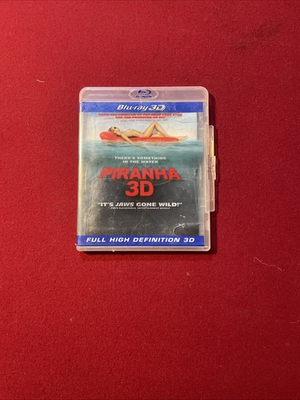 Blu-ray 3D
THERE'S SOMETHING
IN THE WATER
PIRANHA
3D
"IT'S JAWS GONE WILD!"
FULL HIGH DEFINITION 3D